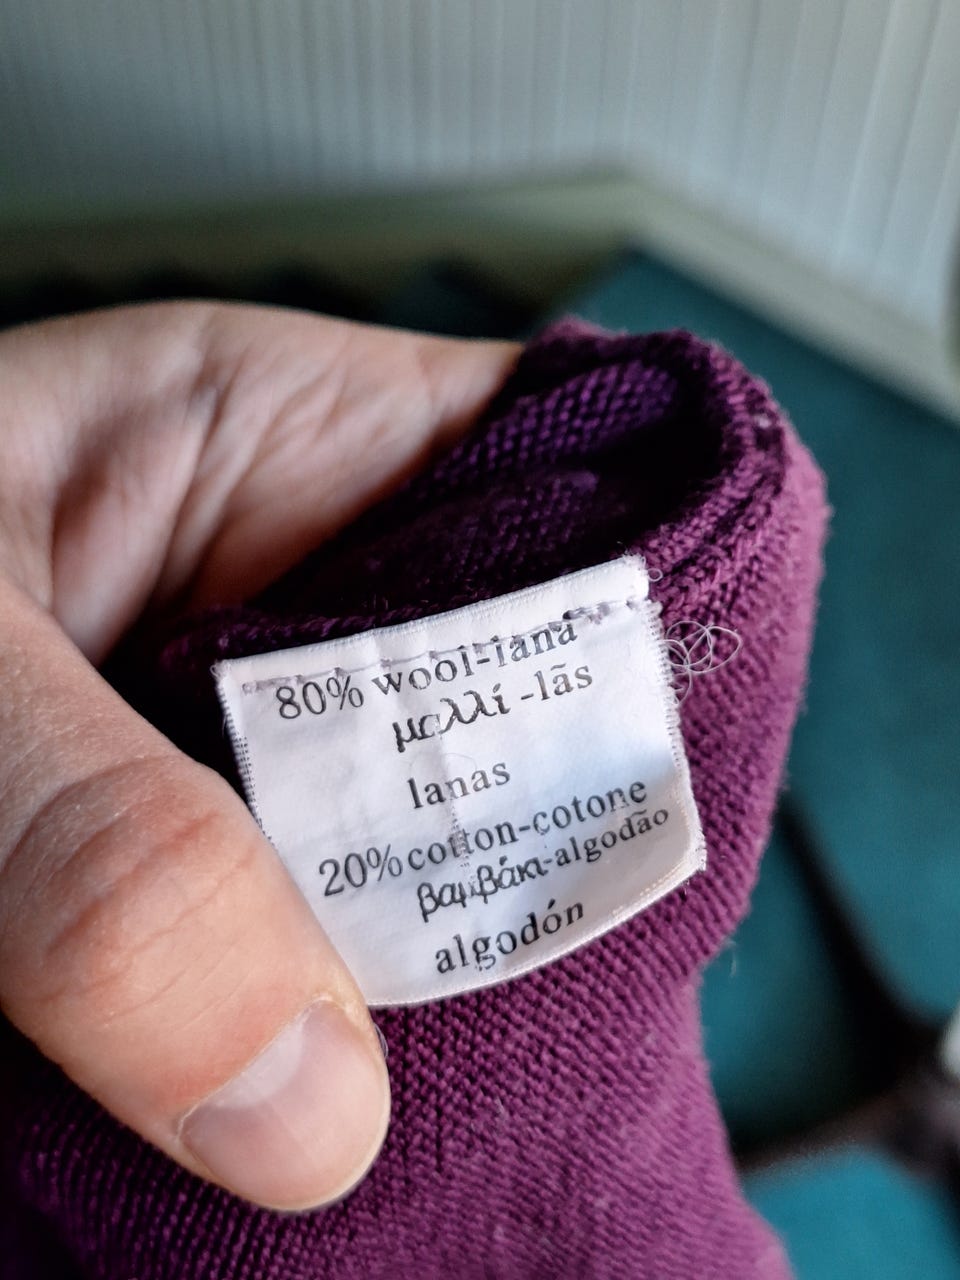 80% wool-lana
μαλλί-lãs
lanas
20% cotton-cotone
βαμβάκι-algodão
algodón